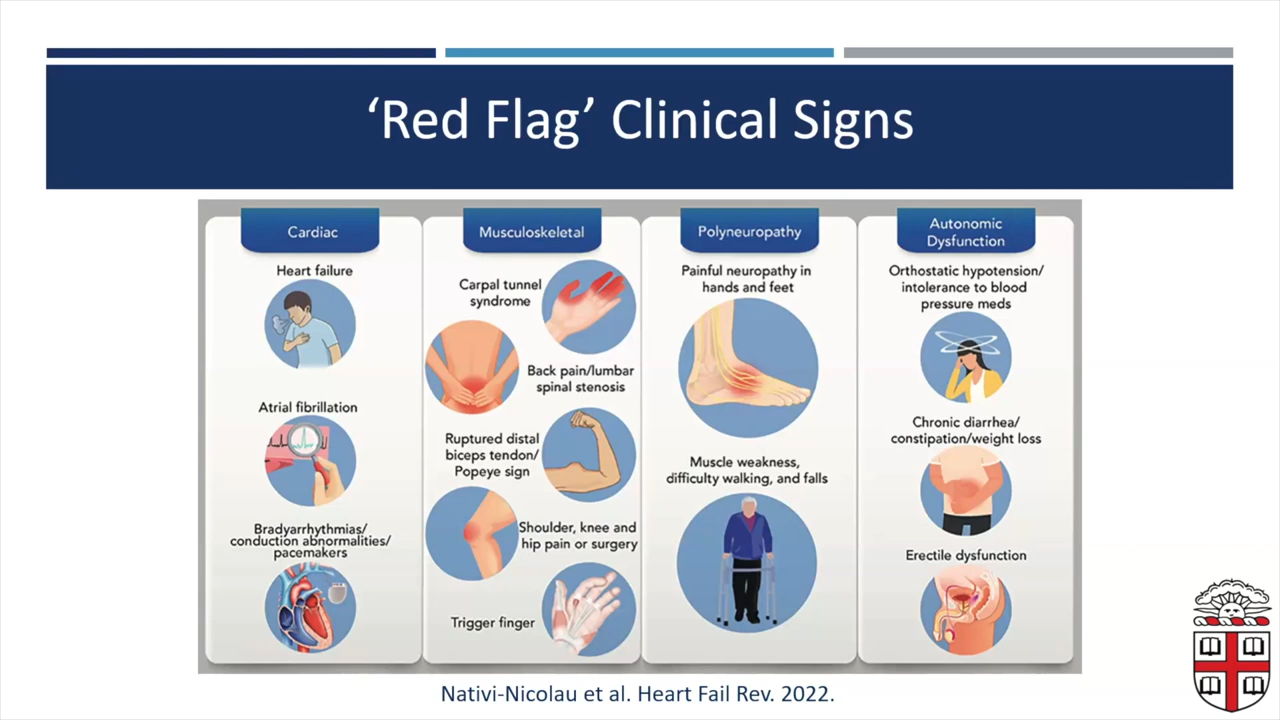 ‘Red Flag’ Clinical Signs
Cardiac
Heart failure
Atrial fibrillation
Bradyarrhythmias/
conduction abnormalities/
pacemakers
Musculoskeletal
Carpal tunnel
syndrome
Back pain/lumbar
spinal stenosis
Ruptured distal
biceps tendon/
Popeye sign
Shoulder, knee and
hip pain or surgery
Trigger finger
Polyneuropathy
Painful neuropathy in
hands and feet
Muscle weakness,
difficulty walking, and falls
Autonomic
Dysfunction
Orthostatic hypotension/
intolerance to blood
pressure meds
Chronic diarrhea/
constipation/weight loss
Erectile dysfunction
Nativi-Nicolau et al. Heart Fail Rev. 2022.